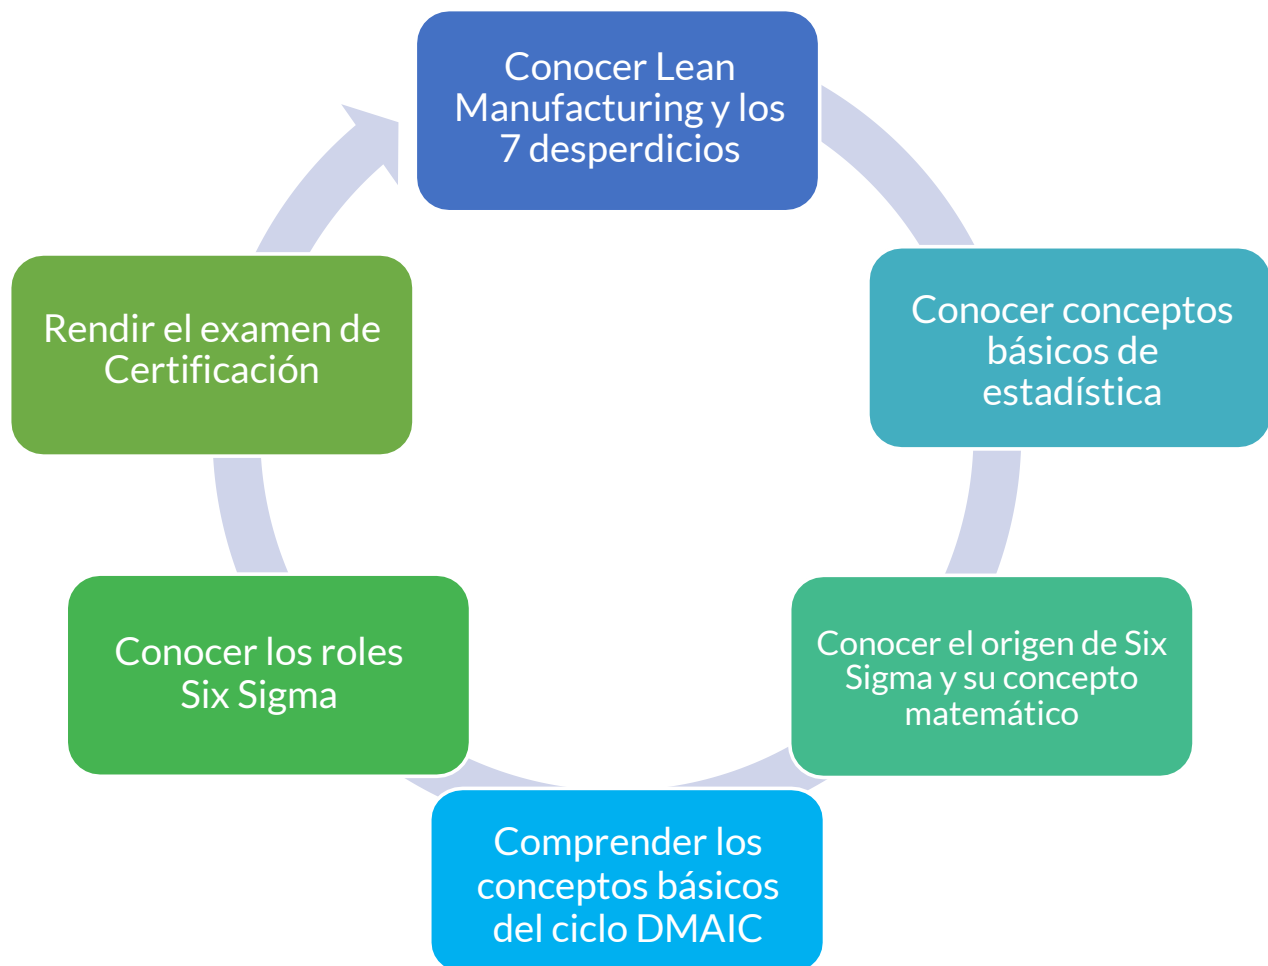 Conocer Lean
Manufacturing y los
7 desperdicios
Conocer conceptos
básicos de
estadística
Conocer el origen de Six
Sigma y su concepto
matemático
Comprender los
conceptos básicos
del ciclo DMAIC
Conocer los roles
Six Sigma
Rendir el examen de
Certificación